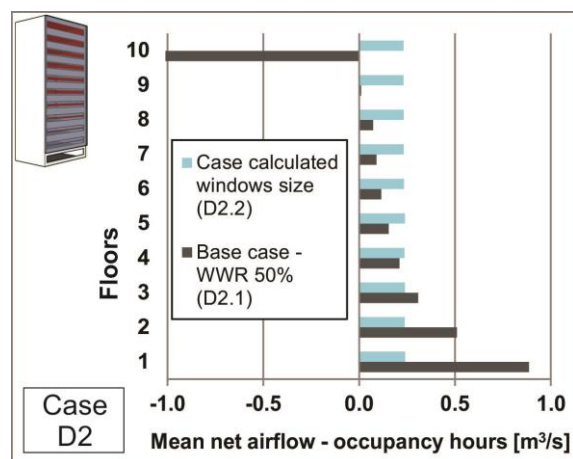 10
9
8
7
6
5
4
3
2
1
Floors
Case calculated
windows size
(D2.2)
Base case -
WWR 50%
(D2.1)
Case
D2
-1.0 -0.5 0.0 0.5 1.0
Mean net airflow - occupancy hours [m³/s]